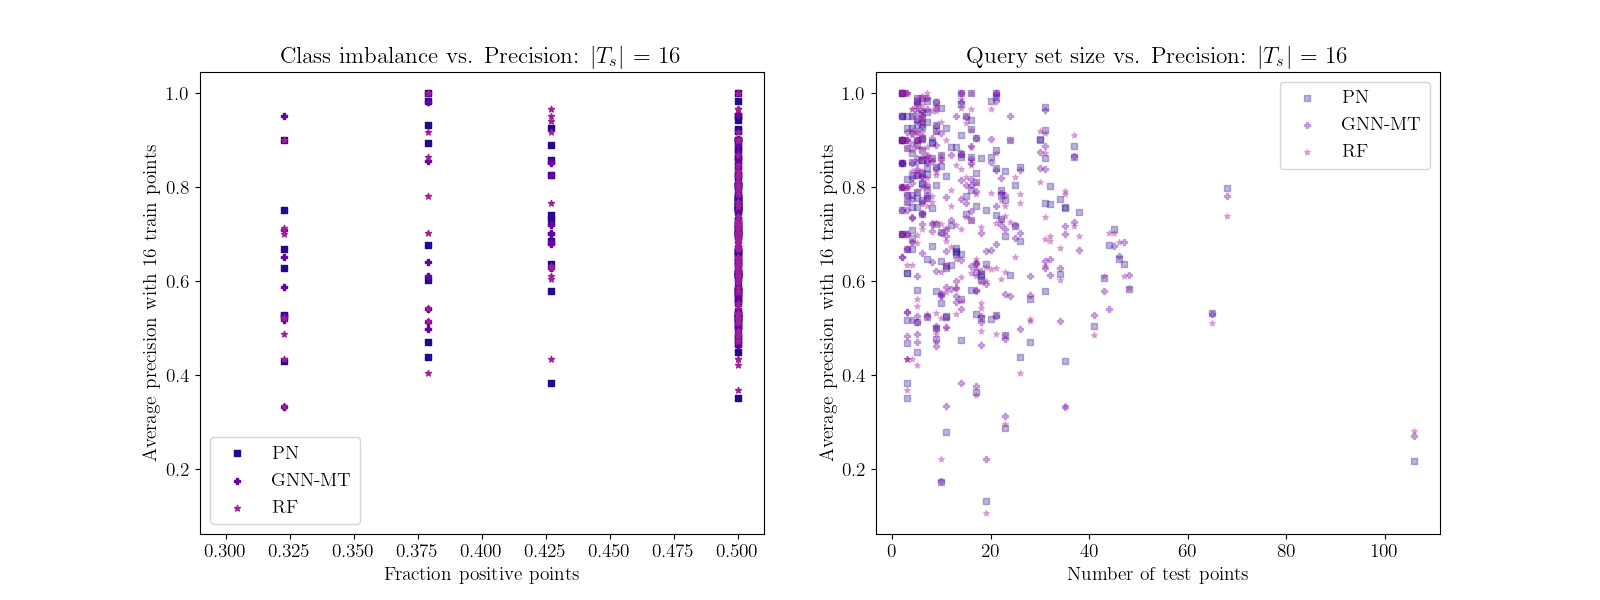 Class imbalance vs. Precision: |T_s| = 16
Average precision with 16 train points
1.0
0.8
0.6
0.4
0.2
PN
GNN-MT
RF
0.300 0.325 0.350 0.375 0.400 0.425 0.450 0.475 0.500
Fraction positive points
Query set size vs. Precision: |T_s| = 16
Average precision with 16 train points
1.0
0.8
0.6
0.4
0.2
PN
GNN-MT
RF
0 20 40 60 80 100
Number of test points